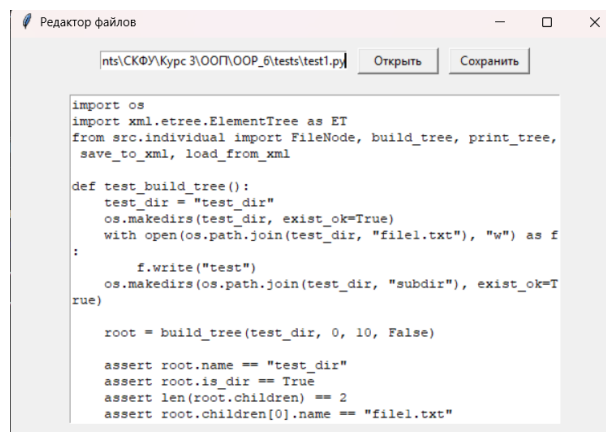 Редактор файлов
nts\СКФУ\Курс 3\ООП\OOP_6\tests\test1.py Открыть Сохранить
import os
import xml.etree.ElementTree as ET
from src.individual import FileNode, build_tree, print_tree,
 save_to_xml, load_from_xml
def test_build_tree():
    test_dir = "test_dir"
    os.makedirs(test_dir, exist_ok=True)
    with open(os.path.join(test_dir, "file1.txt"), "w") as f
:
        f.write("test")
    os.makedirs(os.path.join(test_dir, "subdir"), exist_ok=T
rue)
    root = build_tree(test_dir, 0, 10, False)
    assert root.name == "test_dir"
    assert root.is_dir == True
    assert len(root.children) == 2
    assert root.children[0].name == "file1.txt"